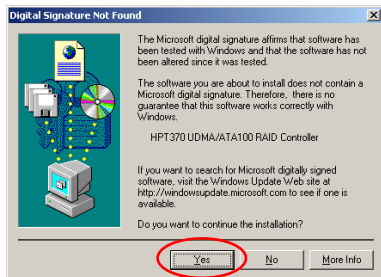 Digital Signature Not Found
The Microsoft digital signature affirms that software has
been tested with Windows and that the software has not
been altered since it was tested.
The software you are about to install does not contain a
Microsoft digital signature. Therefore, there is no
guarantee that this software works correctly with
Windows.
HPT370 UDMA/ATA100 RAID Controller
If you want to search for Microsoft digitally signed
software, visit the Windows Update Web site at
http://windowsupdate.microsoft.com to see if one is
available.
Do you want to continue the installation?
Yes No More Info